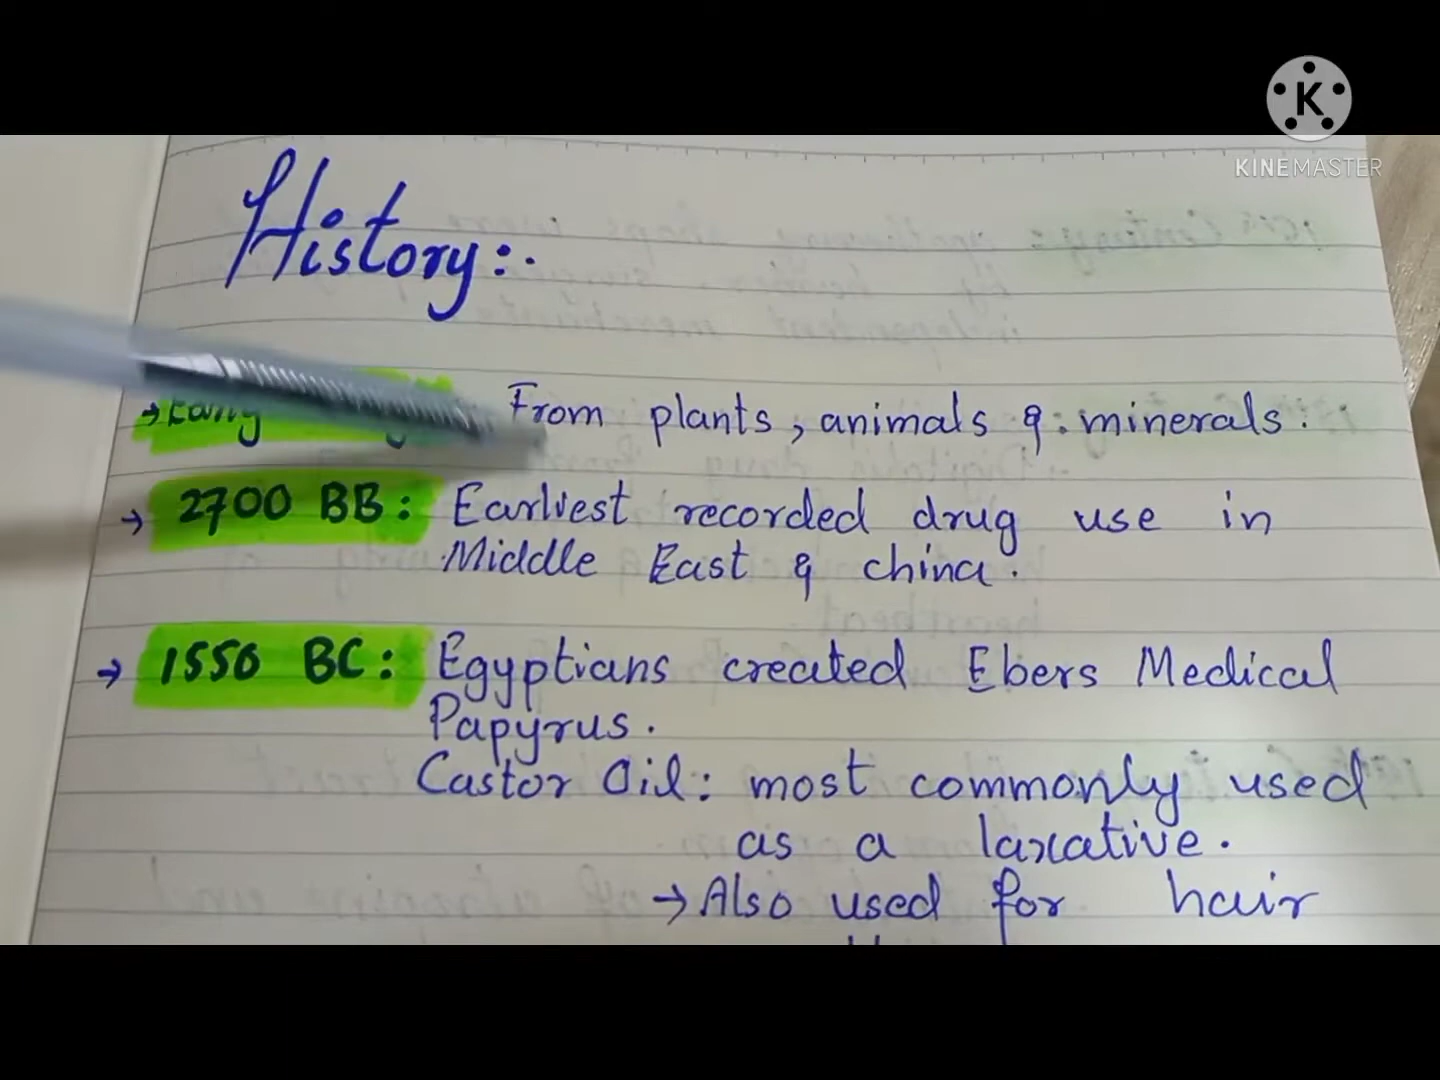 K
KINEMASTER
History:-
→ From plants, animals & minerals.
→ 2700 BB: Earliest recorded drug use in
Middle East & china.
→ 1550 BC: Egyptians created Ebers Medical
Papyrus.
Castor Oil: most commonly used
as a laxative.
→ Also used for hair